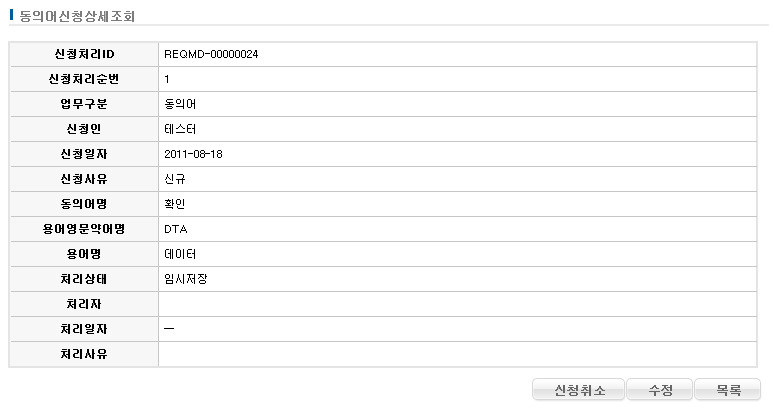 동의어신청상세조회
신청처리ID REQMD-00000024
신청처리순번 1
업무구분 동의어
신청인 테스터
신청일자 2011-08-18
신청사유 신규
동의어명 확인
용어영문약어명 DTA
용어명 데이터
처리상태 임시저장
처리자
처리일자 --
처리사유
신청취소 수정 목록